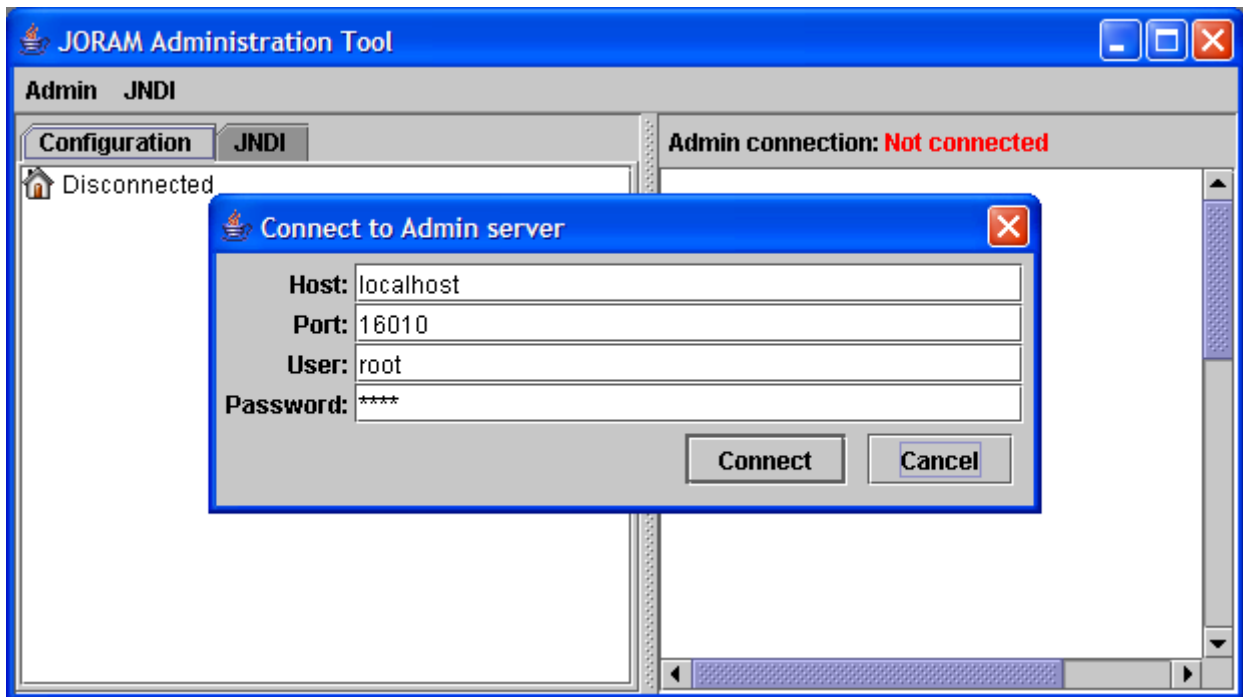 JORAM Administration Tool
Admin JNDI
Configuration JNDI
Admin connection: Not connected
Disconnected
Connect to Admin server
Host: localhost
Port: 16010
User: root
Password: ****
Connect Cancel